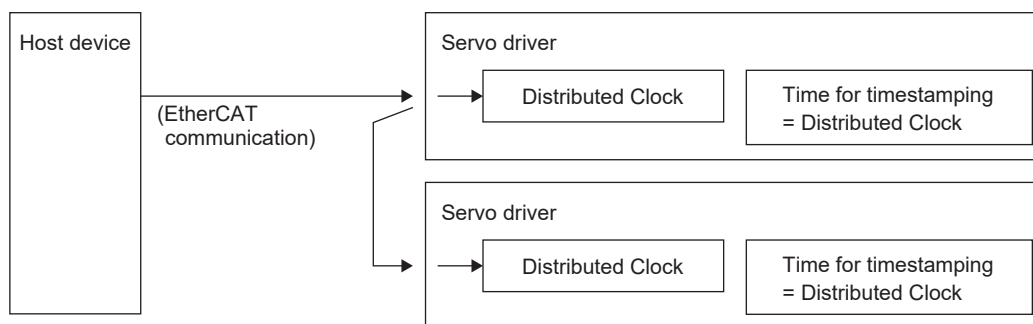 Host device
(EtherCAT
communication)
Servo driver
Distributed Clock
Time for timestamping
= Distributed Clock
Servo driver
Distributed Clock
Time for timestamping
= Distributed Clock